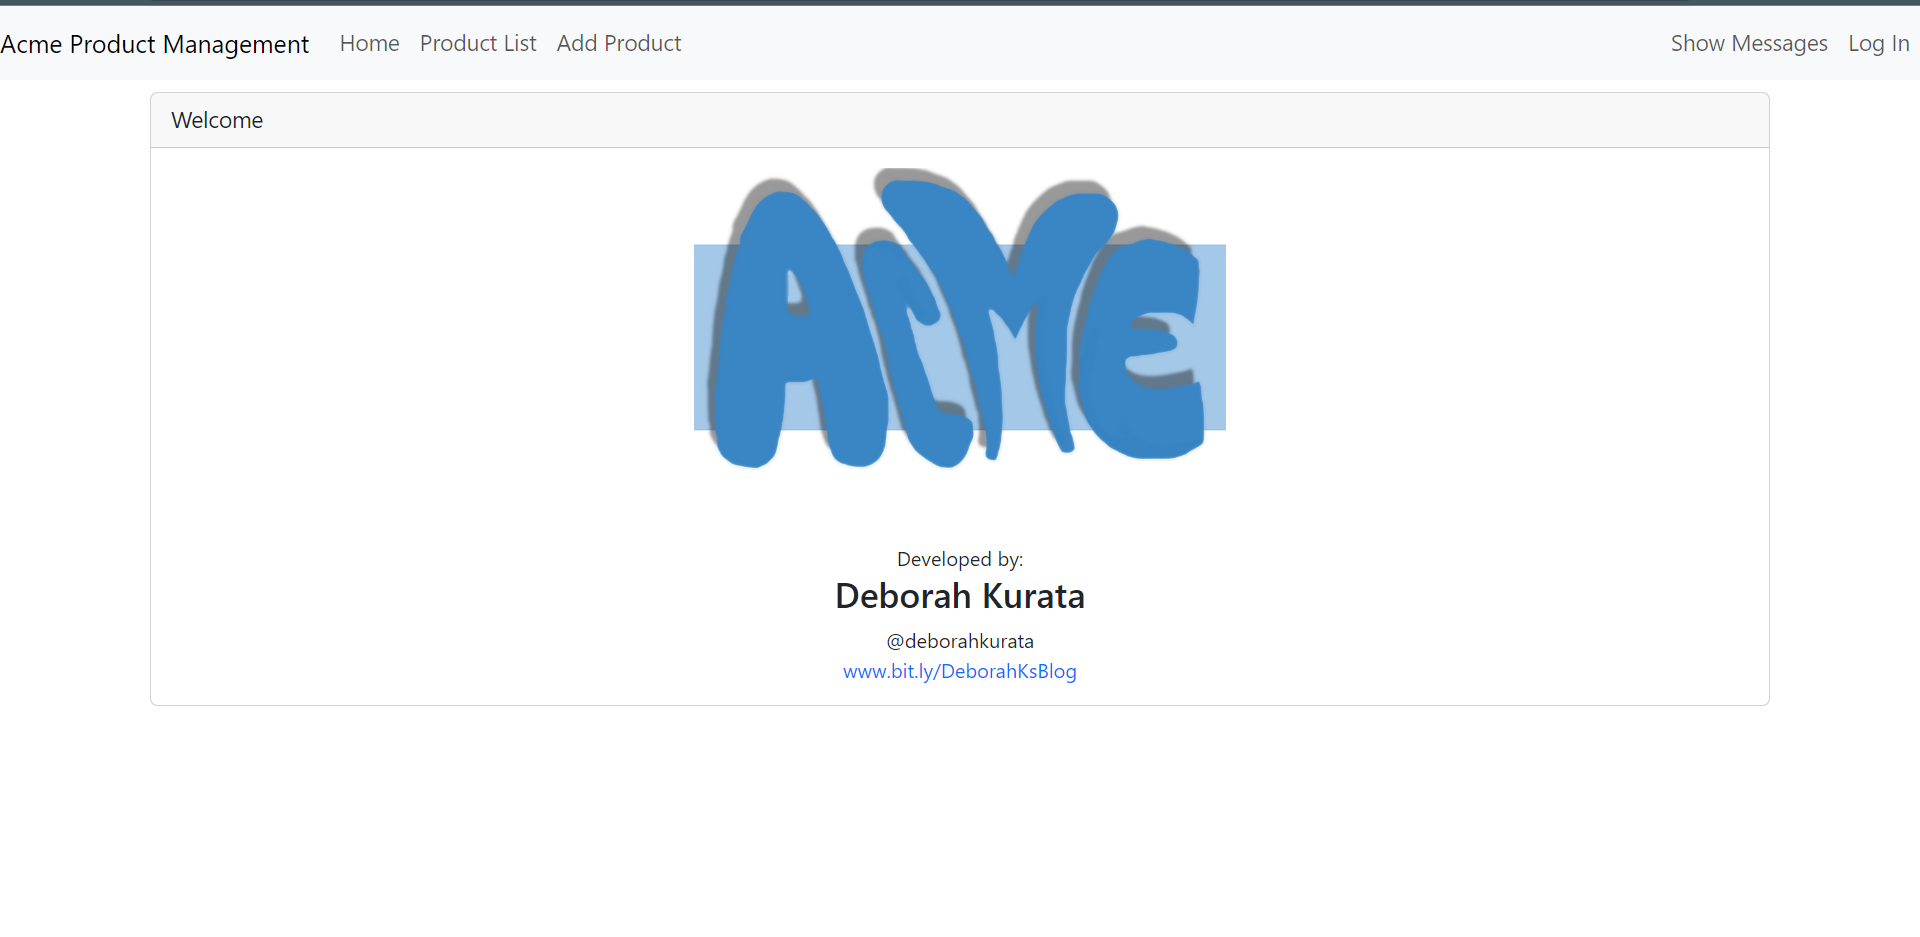 Acme Product Management Home Product List Add Product Show Messages Log In
Welcome
ACME
Developed by:
Deborah Kurata
@deborahkurata
www.bit.ly/DeborahKsBlog